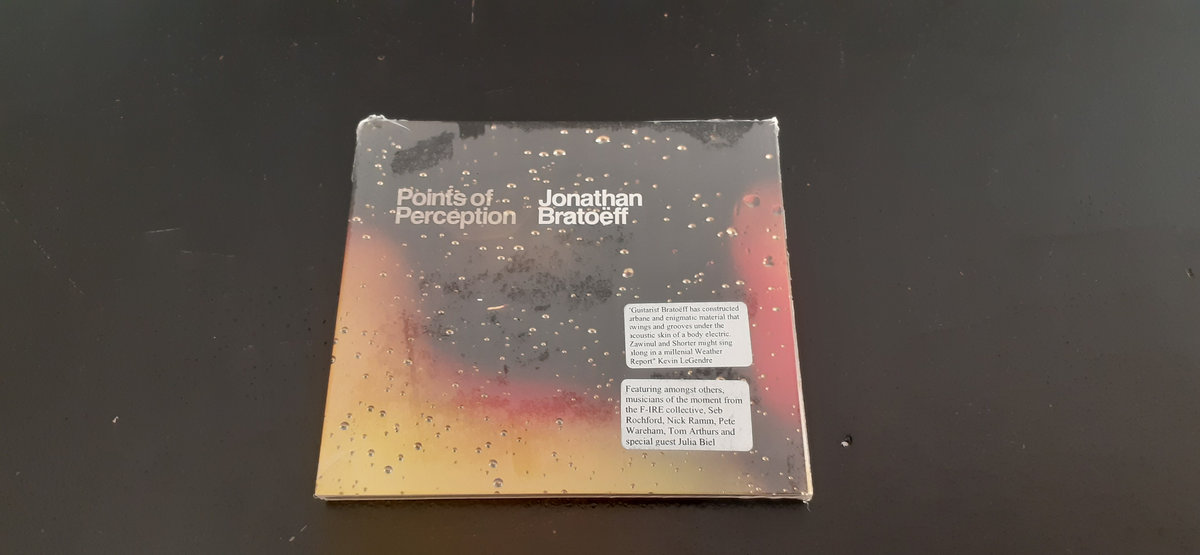 Points of
Perception
Jonathan
Bratoëff
"Guitarist Bratoëff has constructed
urbane and enigmatic material that
swings and grooves under the
acoustic skin of a body electric.
Zawinul and Shorter might sing
along in a millenial Weather
Report" Kevin LeGendre
Featuring amongst others,
musicians of the moment from
the F-IRE collective, Seb
Rochford, Nick Ramm, Pete
Wareham, Tom Arthurs and
special guest Julia Biel